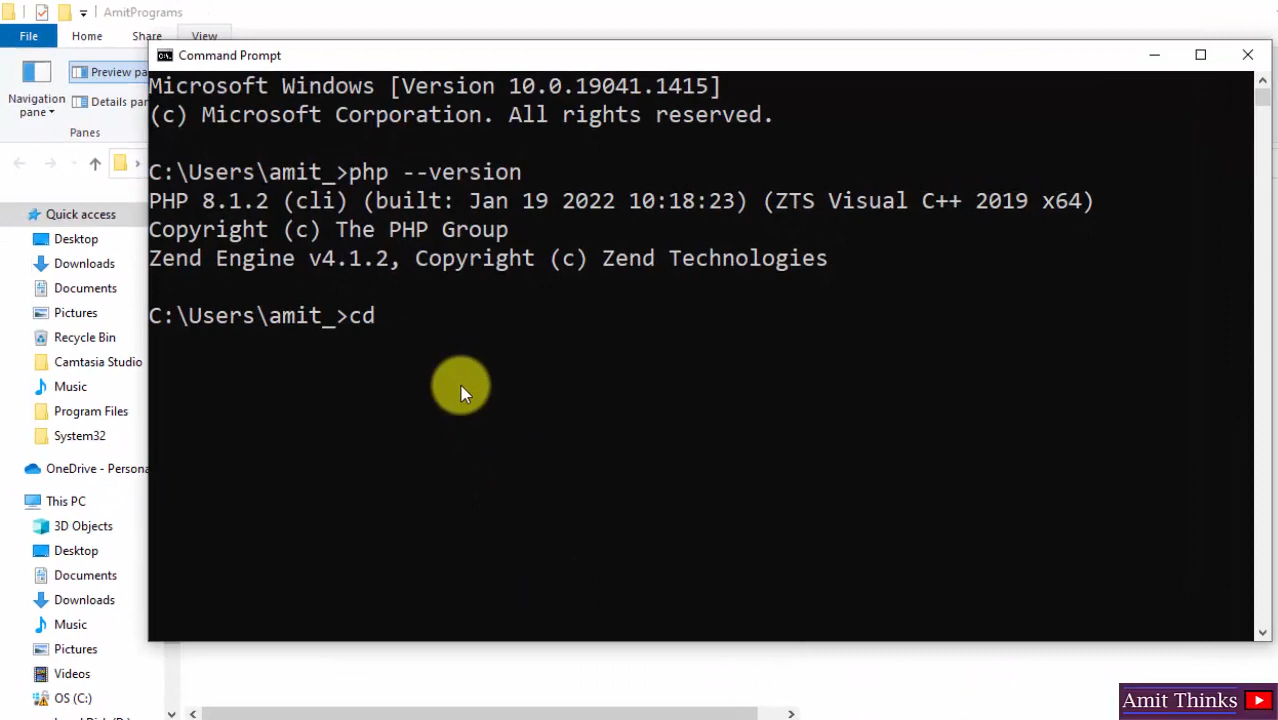 AmitPrograms
File Home Share View
Command Prompt
Preview pa
Navigation
pane
Details pan
Panes
Microsoft Windows [Version 10.0.19041.1415]
(c) Microsoft Corporation. All rights reserved.
C:\Users\amit_>php --version
PHP 8.1.2 (cli) (built: Jan 19 2022 10:18:23) (ZTS Visual C++ 2019 x64)
Copyright (c) The PHP Group
Zend Engine v4.1.2, Copyright (c) Zend Technologies
C:\Users\amit_>cd
Quick access
Desktop
Downloads
Documents
Pictures
Recycle Bin
Camtasia Studio
Music
Program Files
System32
OneDrive - Persona
This PC
3D Objects
Desktop
Documents
Downloads
Music
Pictures
Videos
OS (C:)
Amit Thinks